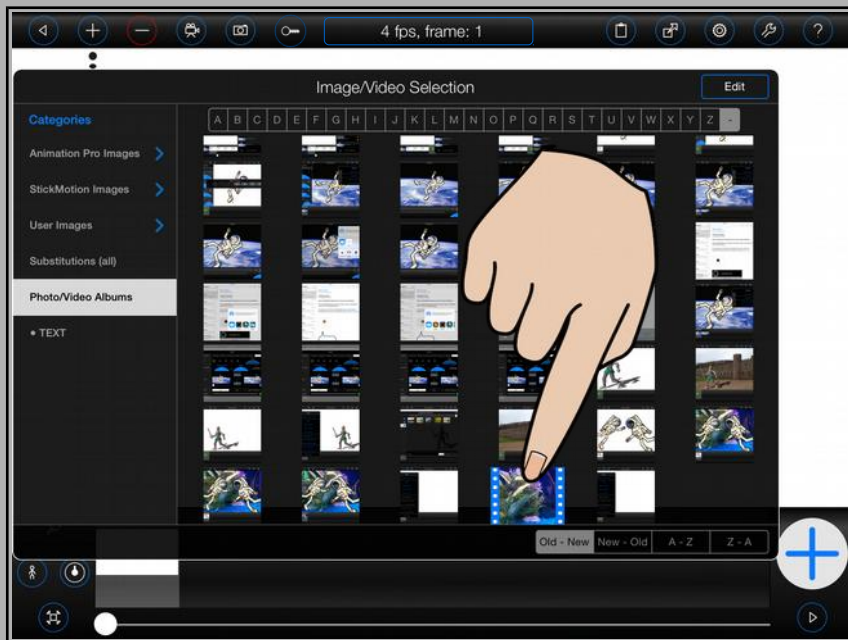 4 fps, frame: 1
?
Image/Video Selection
Edit
Categories
A B C D E F G H I J K L M N O P Q R S T U V W X Y Z -
Animation Pro Images
StickMotion Images
User Images
Substitutions (all)
Photo/Video Albums
• TEXT
Old - New New - Old A - Z Z - A